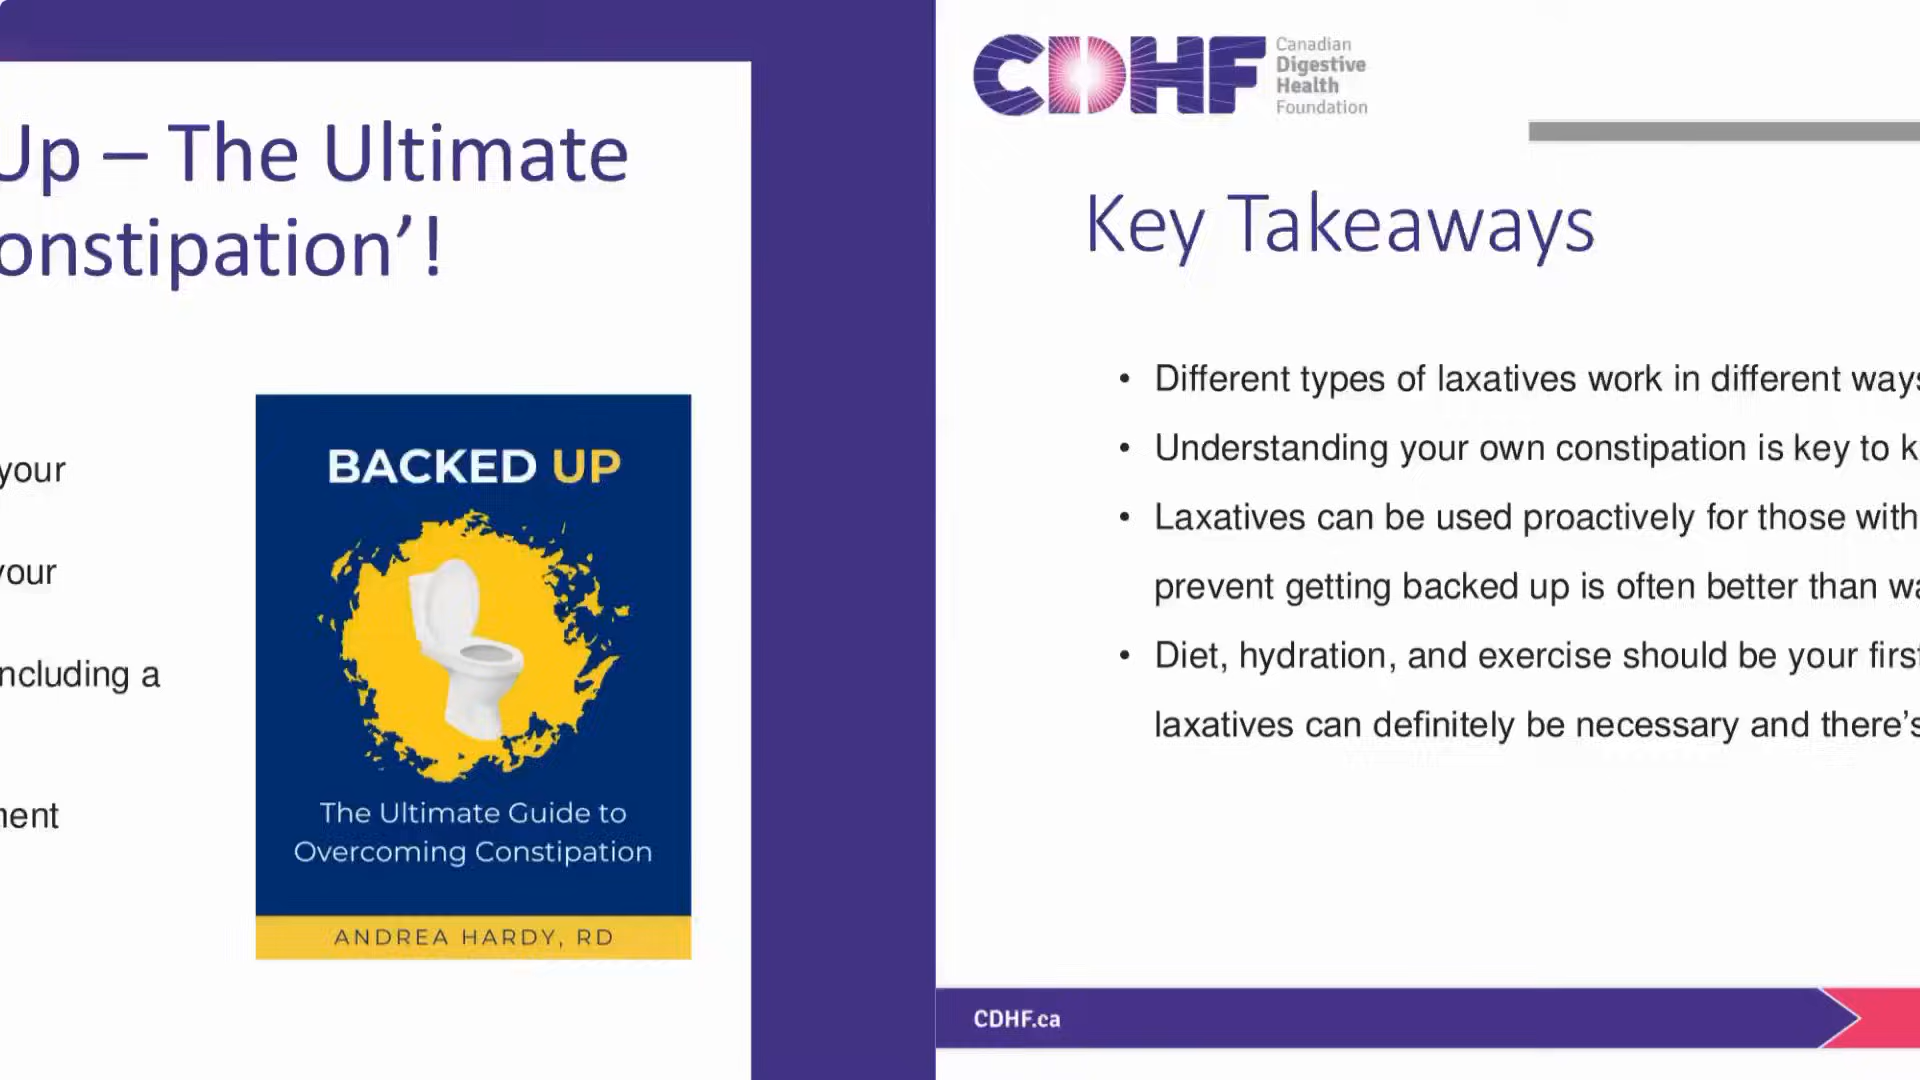 Up – The Ultimate
onstipation’!
your
your
ncluding a
BACKED UP
The Ultimate Guide to
Overcoming Constipation
ANDREA HARDY, RD
CDHF
Canadian
Digestive
Health
Foundation
Key Takeaways
• Different types of laxatives work in different ways
• Understanding your own constipation is key to k
• Laxatives can be used proactively for those with
prevent getting backed up is often better than wa
• Diet, hydration, and exercise should be your first
laxatives can definitely be necessary and there’s
CDHF.ca